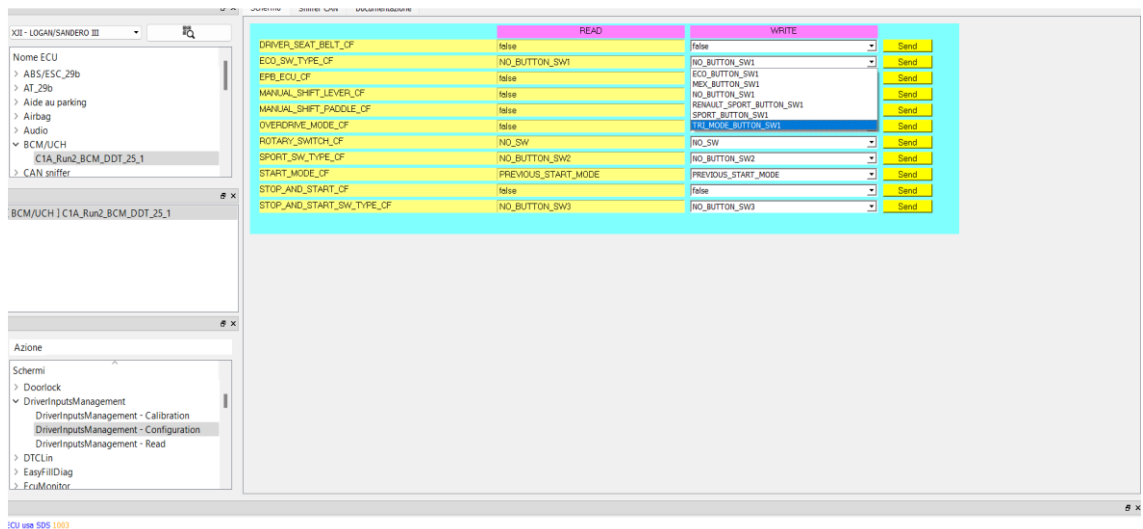 Schermo Sniffer CAN Documentazione
XII - LOGAN/SANDERO III
Nome ECU
> ABS/ESC_29b
> AT_29b
> Aide au parking
> Airbag
> Audio
BCM/UCH
C1A_Run2_BCM_DDT_25_1
> CAN sniffer
BCM/UCH ] C1A_Run2_BCM_DDT_25_1
Azione
Schermi
> Doorlock
DriverInputsManagement
DriverInputsManagement - Calibration
DriverInputsManagement - Configuration
DriverInputsManagement - Read
> DTCLin
> EasyFillDiag
> EcuMonitor
READ WRITE
DRIVER_SEAT_BELT_CF false false Send
ECO_SW_TYPE_CF NO_BUTTON_SW1 NO_BUTTON_SW1 Send
EPB_ECU_CF false Send
MANUAL_SHIFT_LEVER_CF false Send
MANUAL_SHIFT_PADDLE_CF false Send
OVERDRIVE_MODE_CF false Send
ECO_BUTTON_SW1
MEX_BUTTON_SW1
NO_BUTTON_SW1
RENAULT_SPORT_BUTTON_SW1
SPORT_BUTTON_SW1
TRI_MODE_BUTTON_SW1
ROTARY_SWITCH_CF NO_SW NO_SW Send
SPORT_SW_TYPE_CF NO_BUTTON_SW2 NO_BUTTON_SW2 Send
START_MODE_CF PREVIOUS_START_MODE PREVIOUS_START_MODE Send
STOP_AND_START_CF false false Send
STOP_AND_START_SW_TYPE_CF NO_BUTTON_SW3 NO_BUTTON_SW3 Send
ECU usa SDS 1003